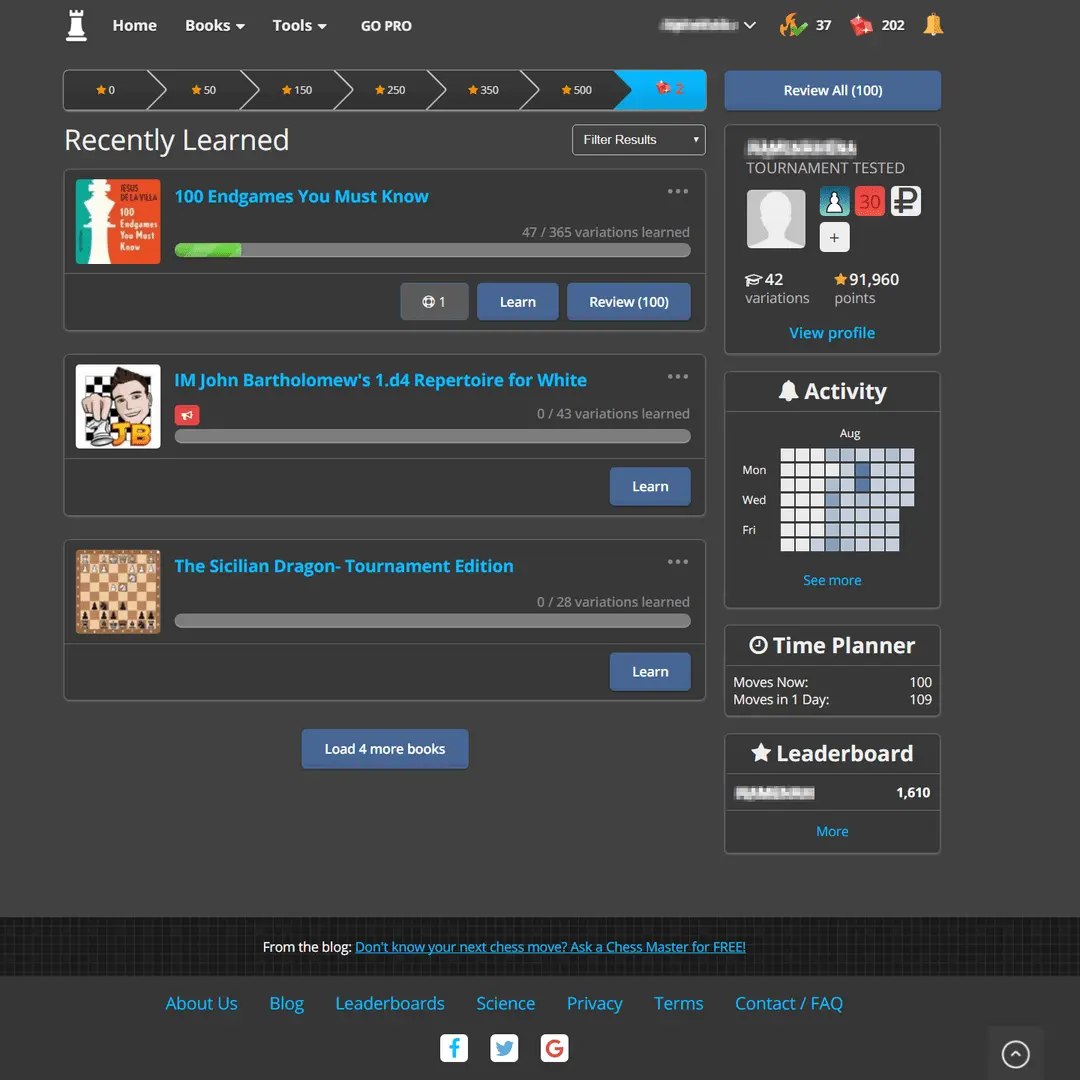 Home Books Tools GO PRO 37 202
0 50 150 250 350 500 2
Review All (100)
Recently Learned
Filter Results
JESUS
DE LA VILLA
100
Endgames
You Must
Know
100 Endgames You Must Know
47 / 365 variations learned
1 Learn Review (100)
JB
IM John Bartholomew's 1.d4 Repertoire for White
0 / 43 variations learned
Learn
The Sicilian Dragon- Tournament Edition
0 / 28 variations learned
Learn
Load 4 more books
TOURNAMENT TESTED
30
+
42 91,960
variations points
View profile
Activity
Aug
Mon
Wed
Fri
See more
Time Planner
Moves Now: 100
Moves in 1 Day: 109
Leaderboard
1,610
More
From the blog: Don't know your next chess move? Ask a Chess Master for FREE!
About Us Blog Leaderboards Science Privacy Terms Contact / FAQ